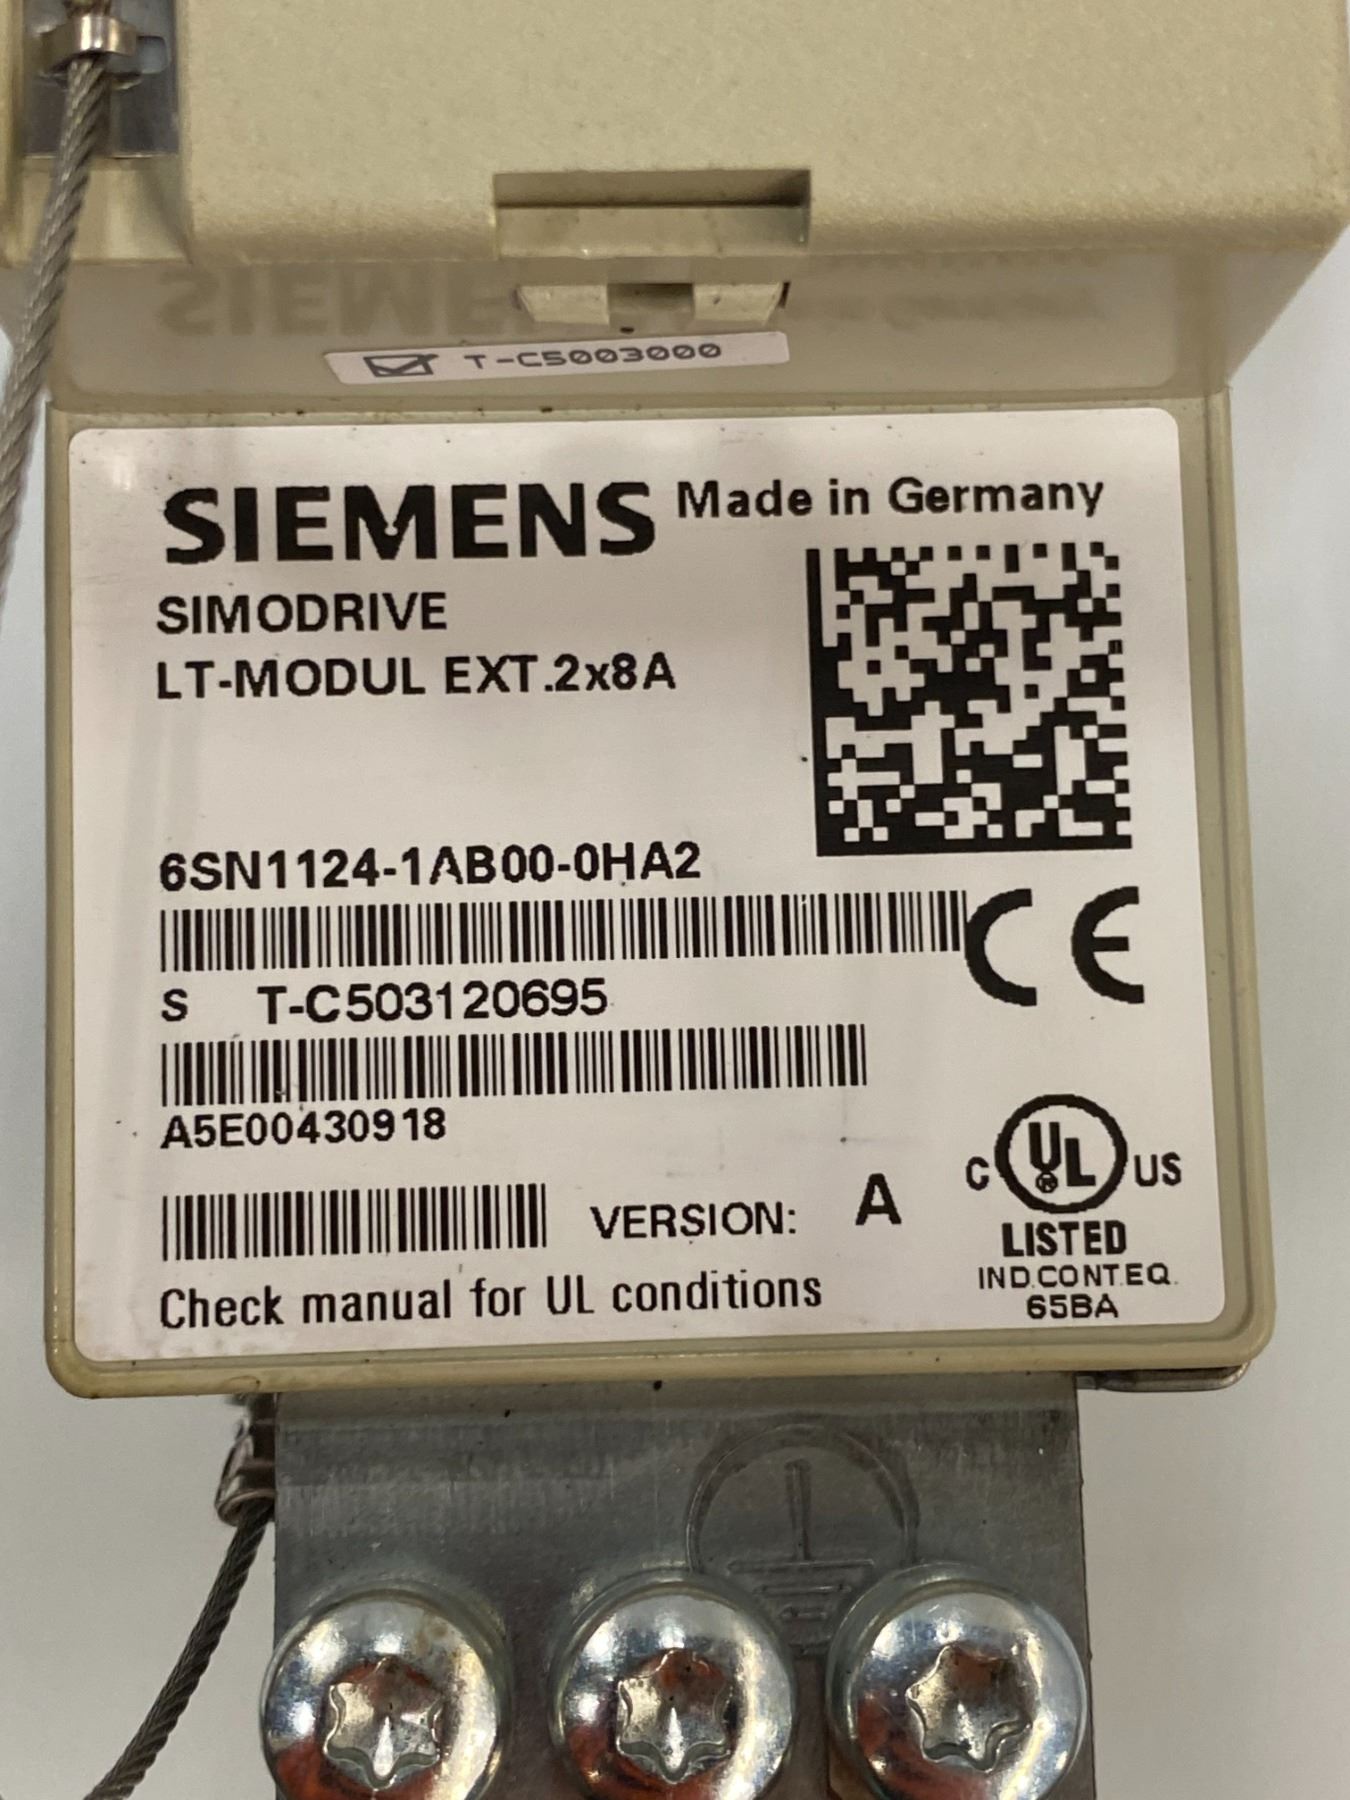 T-C5003000
SIEMENS Made in Germany
SIMODRIVE
LT-MODUL EXT.2x8A
6SN1124-1AB00-0HA2
CE
S T-C503120695
A5E00430918
C UL® US
LISTED
IND.CONT.EQ.
65BA
VERSION: A
Check manual for UL conditions